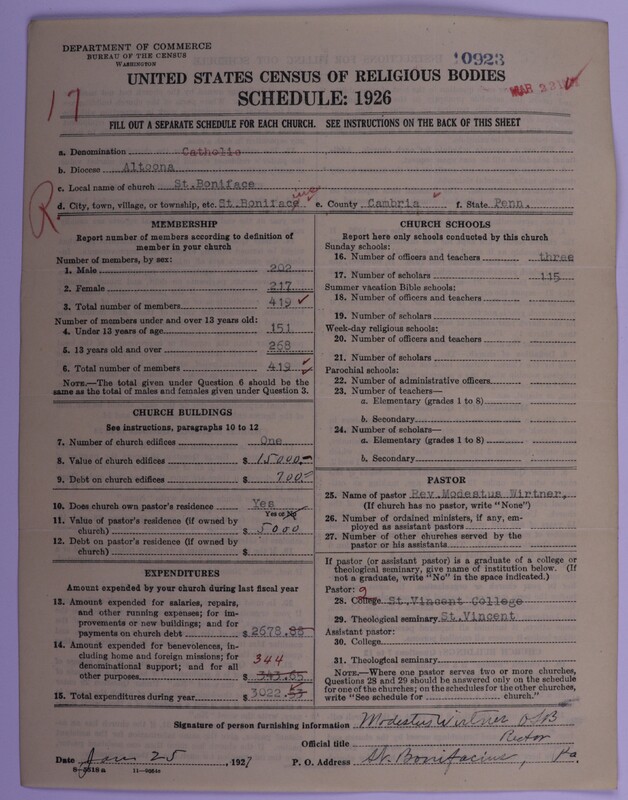 DEPARTMENT OF COMMERCE
BUREAU OF THE CENSUS
WASHINGTON
10923
UNITED STATES CENSUS OF RELIGIOUS BODIES
MAR 22
17
SCHEDULE: 1926
FILL OUT A SEPARATE SCHEDULE FOR EACH CHURCH. SEE INSTRUCTIONS ON THE BACK OF THIS SHEET
a. Denomination Catholic
b. Diocese Altoona
c. Local name of church St.Boniface
R
d. City, town, village, or township, etc. St.Boniface ius e. County Cambria f. State Penn.
MEMBERSHIP
Report number of members according to definition of
member in your church
Number of members, by sex:
1. Male 202
2. Female 217
3. Total number of members 419
Number of members under and over 13 years old:
4. Under 13 years of age 151
5. 13 years old and over 268
6. Total number of members 419
NOTE.—The total given under Question 6 should be the
same as the total of males and females given under Question 3.
CHURCH BUILDINGS
See instructions, paragraphs 10 to 12
7. Number of church edifices One
8. Value of church edifices $15000.
9. Debt on church edifices $ 700.
10. Does church own pastor's residence Yes
Yes or No
11. Value of pastor's residence (if owned by
church) $ 5000
12. Debt on pastor's residence (if owned by
church) $
EXPENDITURES
Amount expended by your church during last fiscal year
13. Amount expended for salaries, repairs,
and other running expenses; for im-
provements or new buildings; and for
payments on church debt $ 2678.88
14. Amount expended for benevolences, in-
cluding home and foreign missions; for
denominational support; and for all
344
other purposes $ 343.65
15. Total expenditures during year $ 3022.53
CHURCH SCHOOLS
Report here only schools conducted by this church
Sunday schools:
16. Number of officers and teachers three
17. Number of scholars 115
Summer vacation Bible schools:
18. Number of officers and teachers
19. Number of scholars
Week-day religious schools:
20. Number of officers and teachers
21. Number of scholars
Parochial schools:
22. Number of administrative officers
23. Number of teachers—
a. Elementary (grades 1 to 8)
b. Secondary
24. Number of scholars—
a. Elementary (grades 1 to 8)
b. Secondary
PASTOR
25. Name of pastor Rev.Modestus Wirtner,
(If church has no pastor, write "None")
26. Number of ordained ministers, if any, em-
ployed as assistant pastors
27. Number of other churches served by the
pastor or his assistants
If pastor (or assistant pastor) is a graduate of a college or
theological seminary, give name of institution below. (If
not a graduate, write "No" in the space indicated.)
Pastor:
28. College St.Vincent College
29. Theological seminary St.Vincent
Assistant pastor:
30. College
31. Theological seminary
NOTE.—Where one pastor serves two or more churches,
Questions 28 and 29 should be answered only on the schedule
for one of the churches; on the schedules for the other churches,
write "See schedule for church."
Signature of person furnishing information Modestus Wirtner OSB
Official title Rector
Date Jan 25, 1927 P. O. Address St. Bonifacius, Pa.
8—5518 a